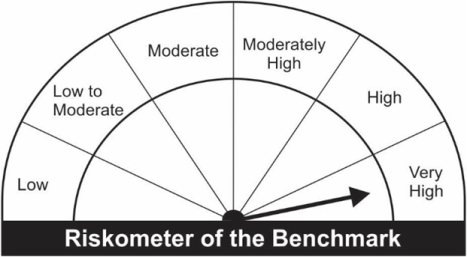 Low
Low to
Moderate
Moderate
Moderately
High
High
Very
High
Riskometer of the Benchmark